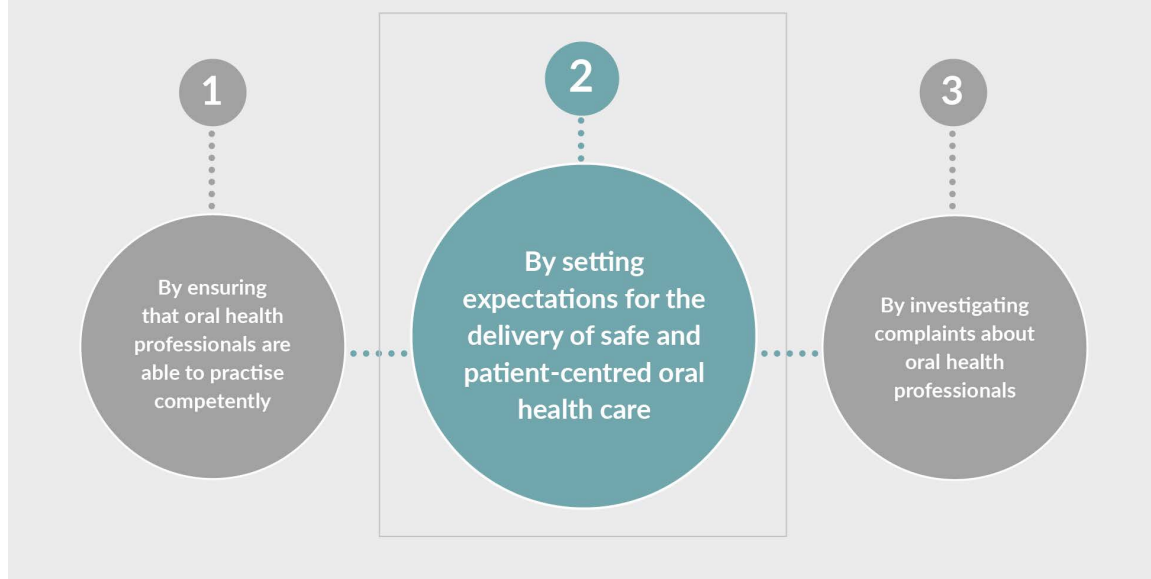 1
By ensuring
that oral health
professionals are
able to practise
competently
2
By setting
expectations for the
delivery of safe and
patient-centred oral
health care
3
By investigating
complaints about
oral health
professionals